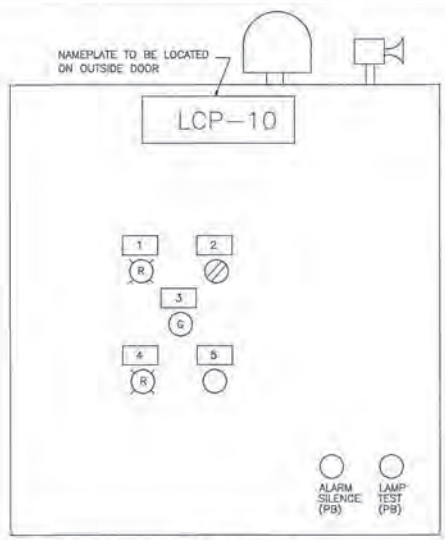 NAMEPLATE TO BE LOCATED
ON OUTSIDE DOOR
LCP-10
1
2
R
3
G
4
5
R
ALARM
SILENCE
(PB)
LAMP
TEST
(PB)